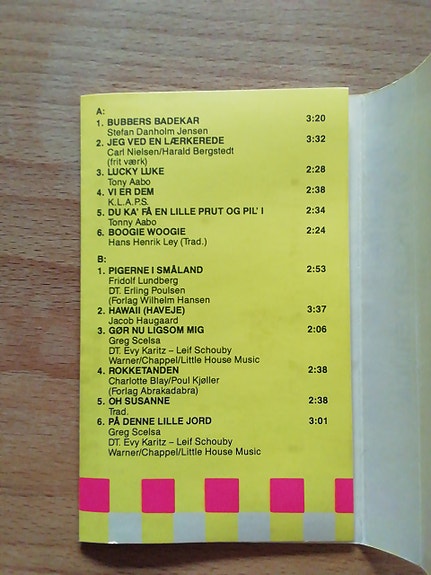 A:
1. BUBBERS BADEKAR 3:20
Stefan Danholm Jensen
2. JEG VED EN LÆRKEREDE 3:32
Carl Nielsen/Harald Bergstedt
(frit værk)
3. LUCKY LUKE 2:28
Tony Aabo
4. VI ER DEM 2:38
K.L.A.P.S.
5. DU KA' FÅ EN LILLE PRUT OG PIL' I 2:34
Tonny Aabo
6. BOOGIE WOOGIE 2:24
Hans Henrik Ley (Trad.)
B:
1. PIGERNE I SMÅLAND 2:53
Fridolf Lundberg
DT. Erling Poulsen
(Forlag Wilhelm Hansen
2. HAWAII (HAVEJE) 3:37
Jacob Haugaard
3. GØR NU LIGSOM MIG 2:06
Greg Scelsa
DT. Evy Karitz – Leif Schouby
Warner/Chappel/Little House Music
4. ROKKETANDEN 2:38
Charlotte Blay/Poul Kjøller
(Forlag Abrakadabra)
5. OH SUSANNE 2:38
Trad.
6. PÅ DENNE LILLE JORD 3:01
Greg Scelsa
DT. Evy Karitz – Leif Schouby
Warner/Chappel/Little House Music